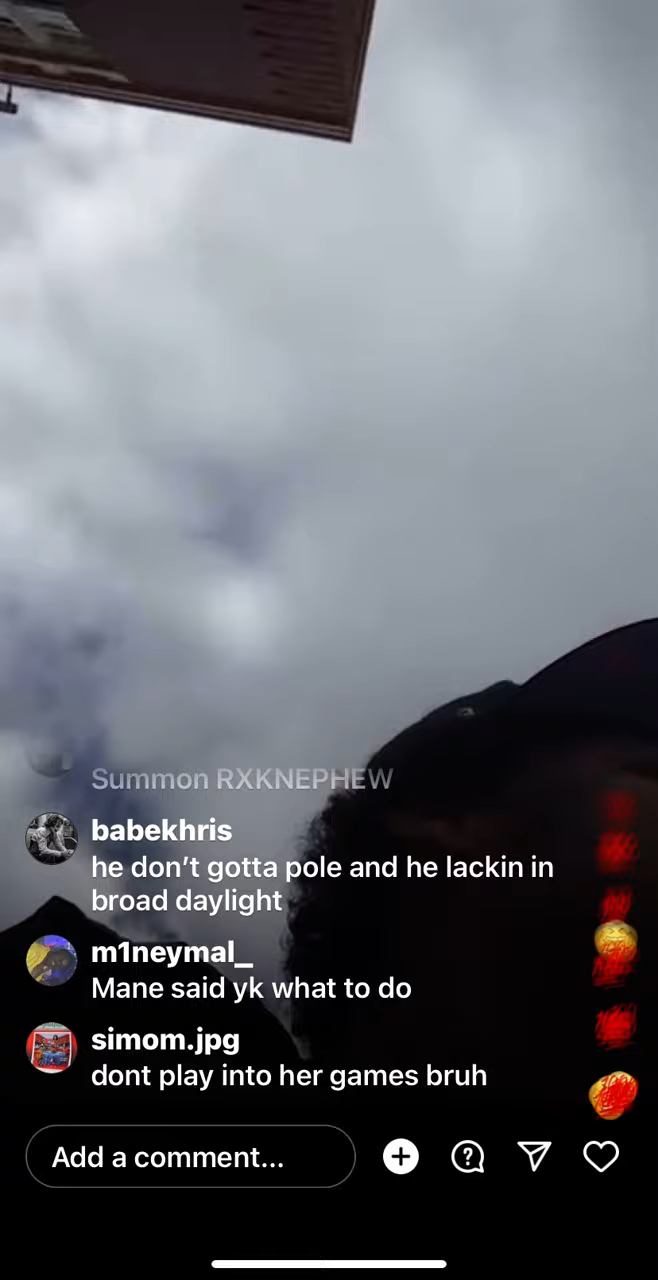 Summon RXKNEPHEW
babekhris
he don’t gotta pole and he lackin in
broad daylight
m1neymal_
Mane said yk what to do
simom.jpg
dont play into her games bruh
Add a comment...